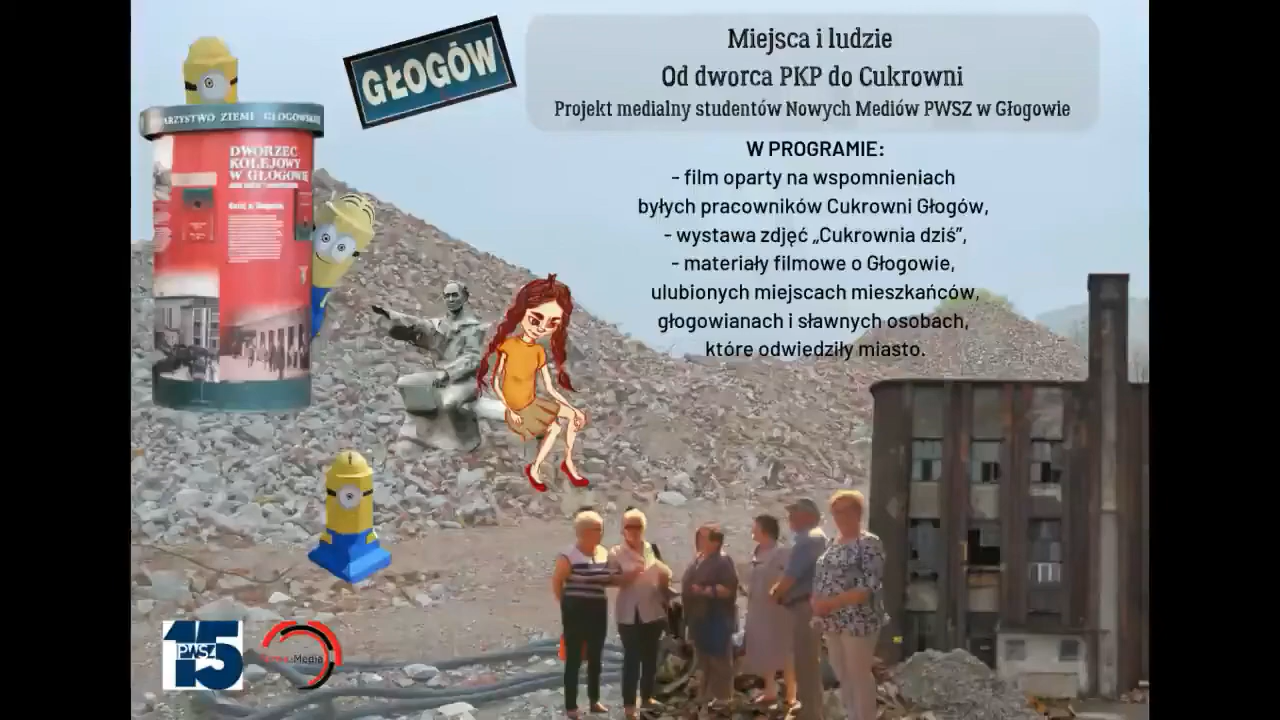 GŁOGÓW
Miejsca i ludzie
Od dworca PKP do Cukrowni
Projekt medialny studentów Nowych Mediów PWSZ w Głogowie
W PROGRAMIE:
- film oparty na wspomnieniach
byłych pracowników Cukrowni Głogów,
- wystawa zdjęć „Cukrownia dziś”,
- materiały filmowe o Głogowie,
ulubionych miejscach mieszkańców,
głogowianach i sławnych osobach,
które odwiedziły miasto.
ZIEMI GŁOGOWSKIEJ
DWORZEC
KOLEJOWY
W GŁOGOWIE
15
PWSZ
Media